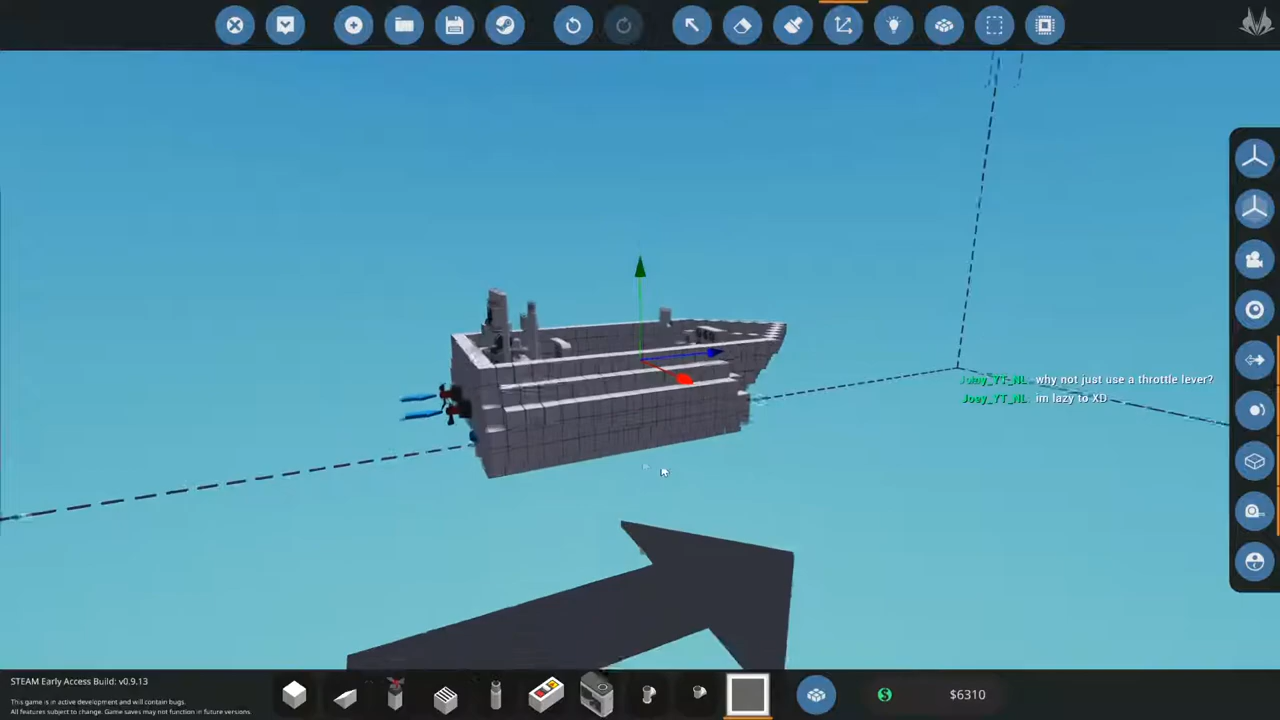 Joey_YT_NL: why not just use a throttle lever?
Joey_YT_NL: im lazy to XD
STEAM Early Access Build: v0.9.13
This game is in active development and will contain bugs.
All features subject to change. Game saves may not function in future versions.
$ $6310